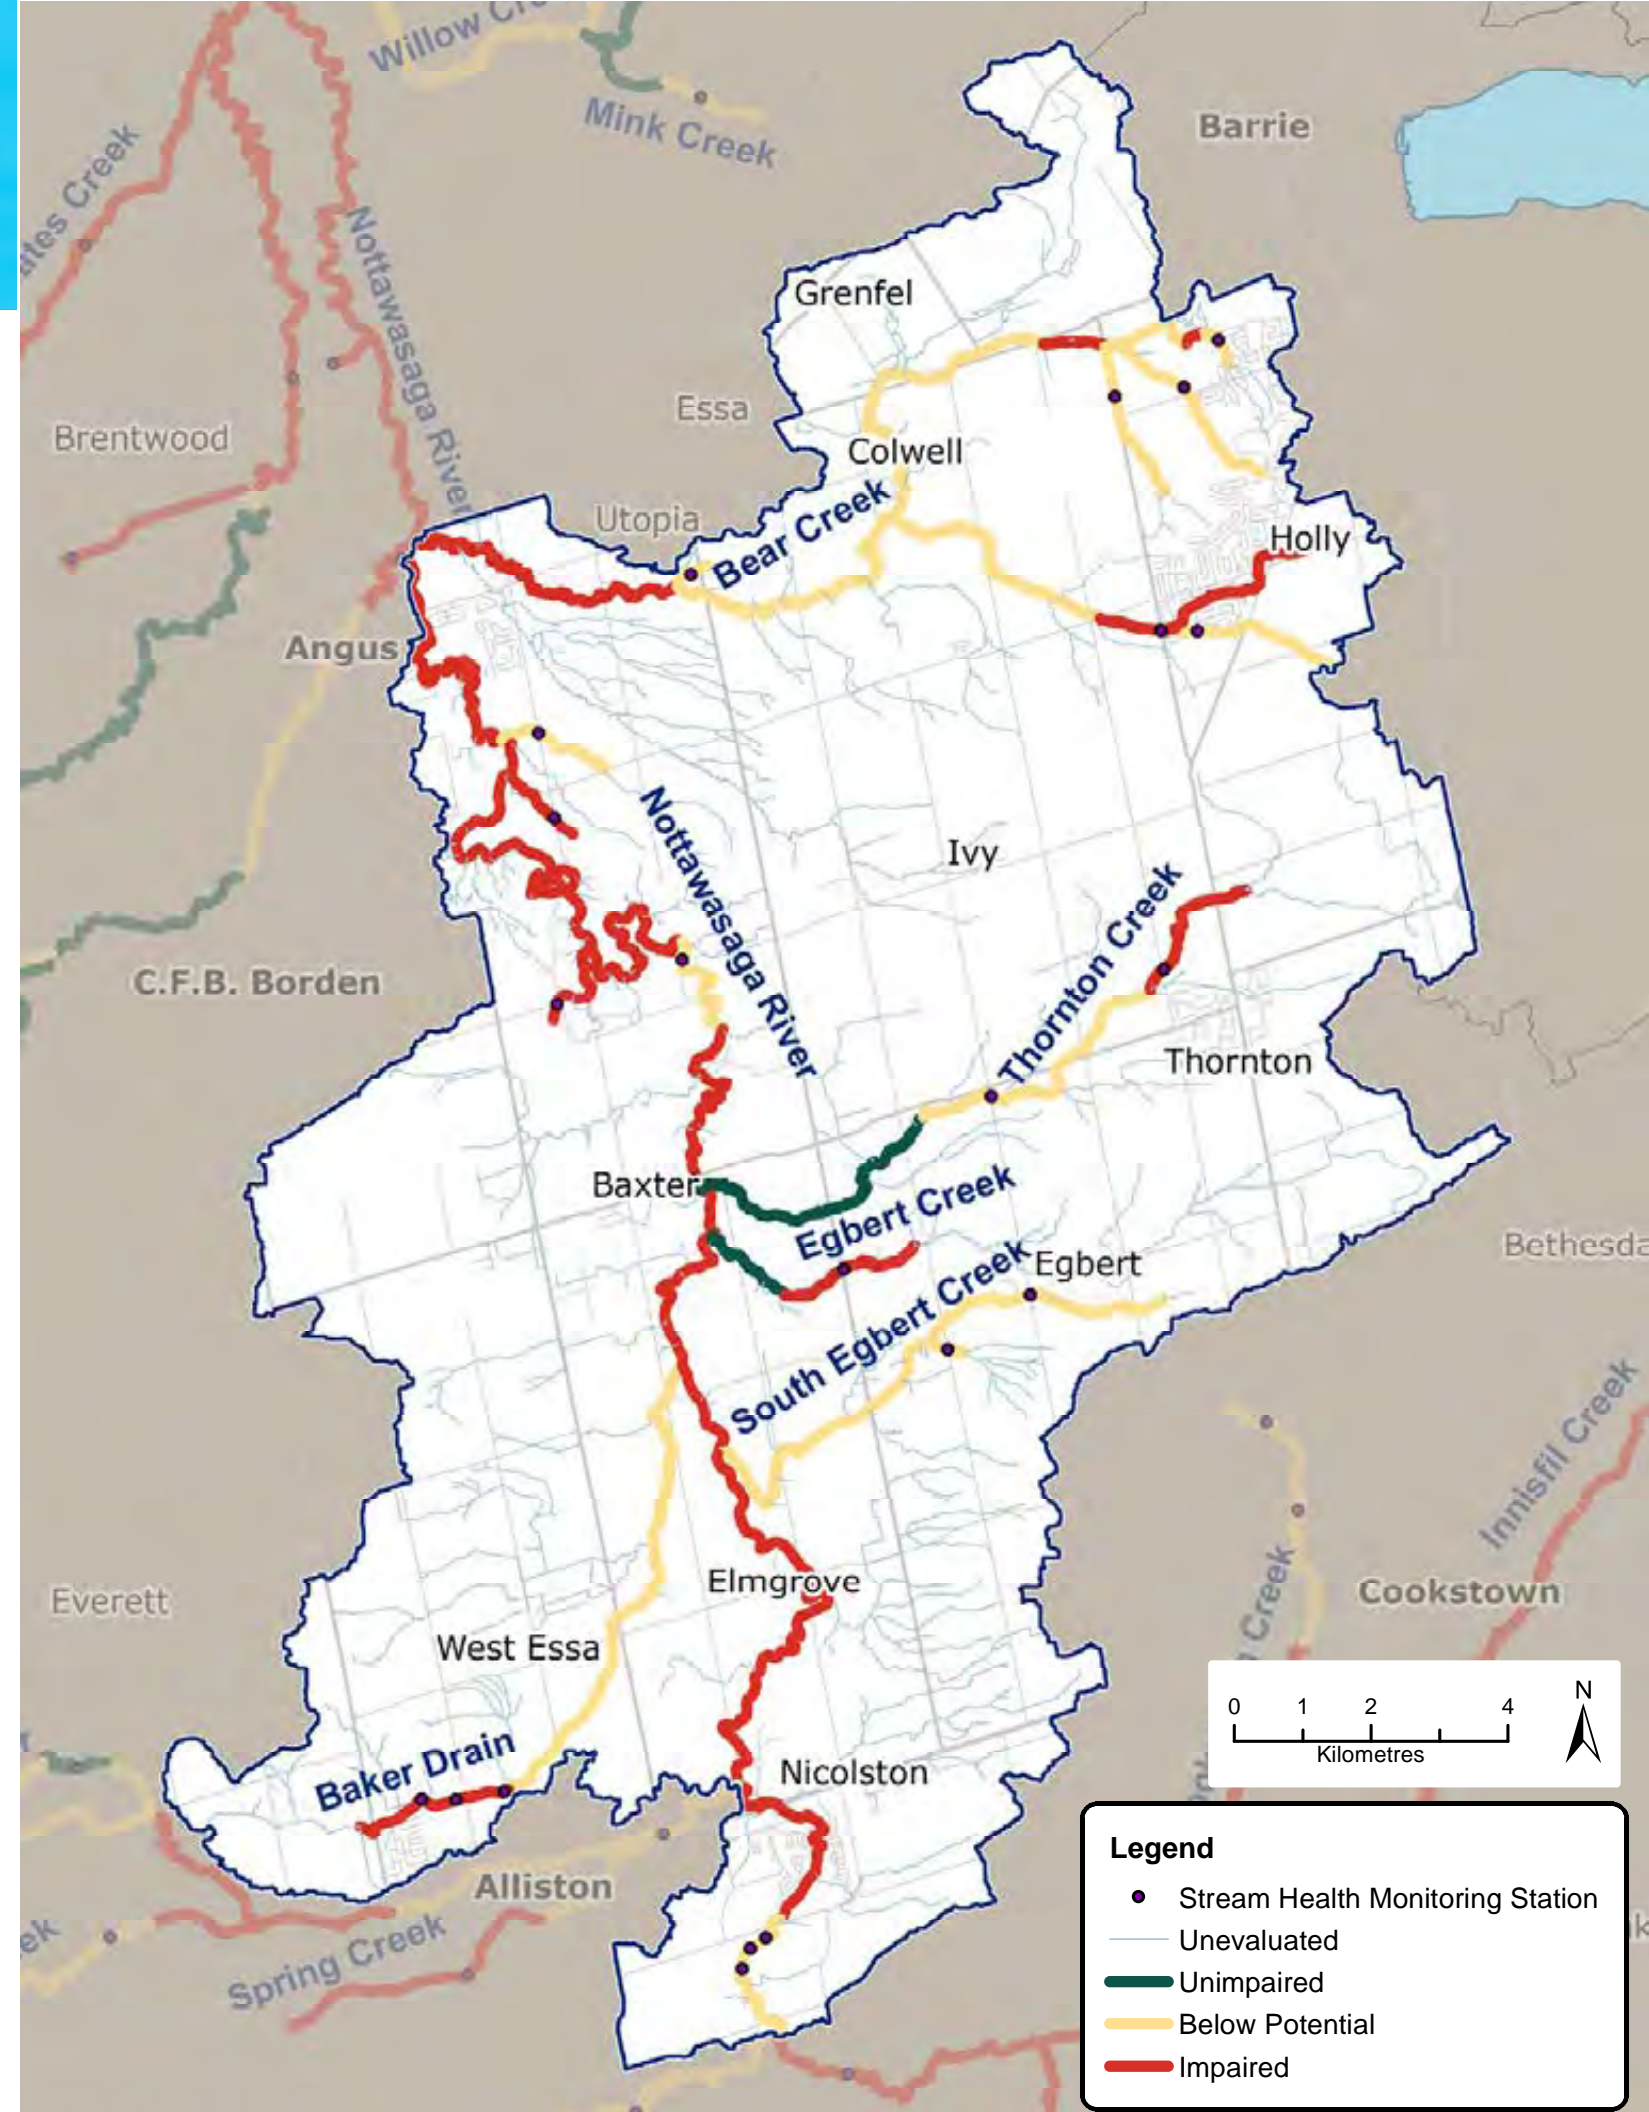 Willow
Mink Creek
Barrie
Creek
Nottawasaga River
Grenfel
Essa
Brentwood
Colwell
Utopia
Bear Creek
Holly
Angus
Nottawasaga River
Ivy
Thornton Creek
C.F.B. Borden
Thornton
Baxter
Egbert Creek
Bethesda
Egbert
South Egbert Creek
Innisfil Creek
Elmgrove
Everett
Creek
Cookstown
West Essa
Baker Drain
Nicolston
Alliston
Spring Creek
0 1 2 4
Kilometres
N
Legend
Stream Health Monitoring Station
Unevaluated
Unimpaired
Below Potential
Impaired